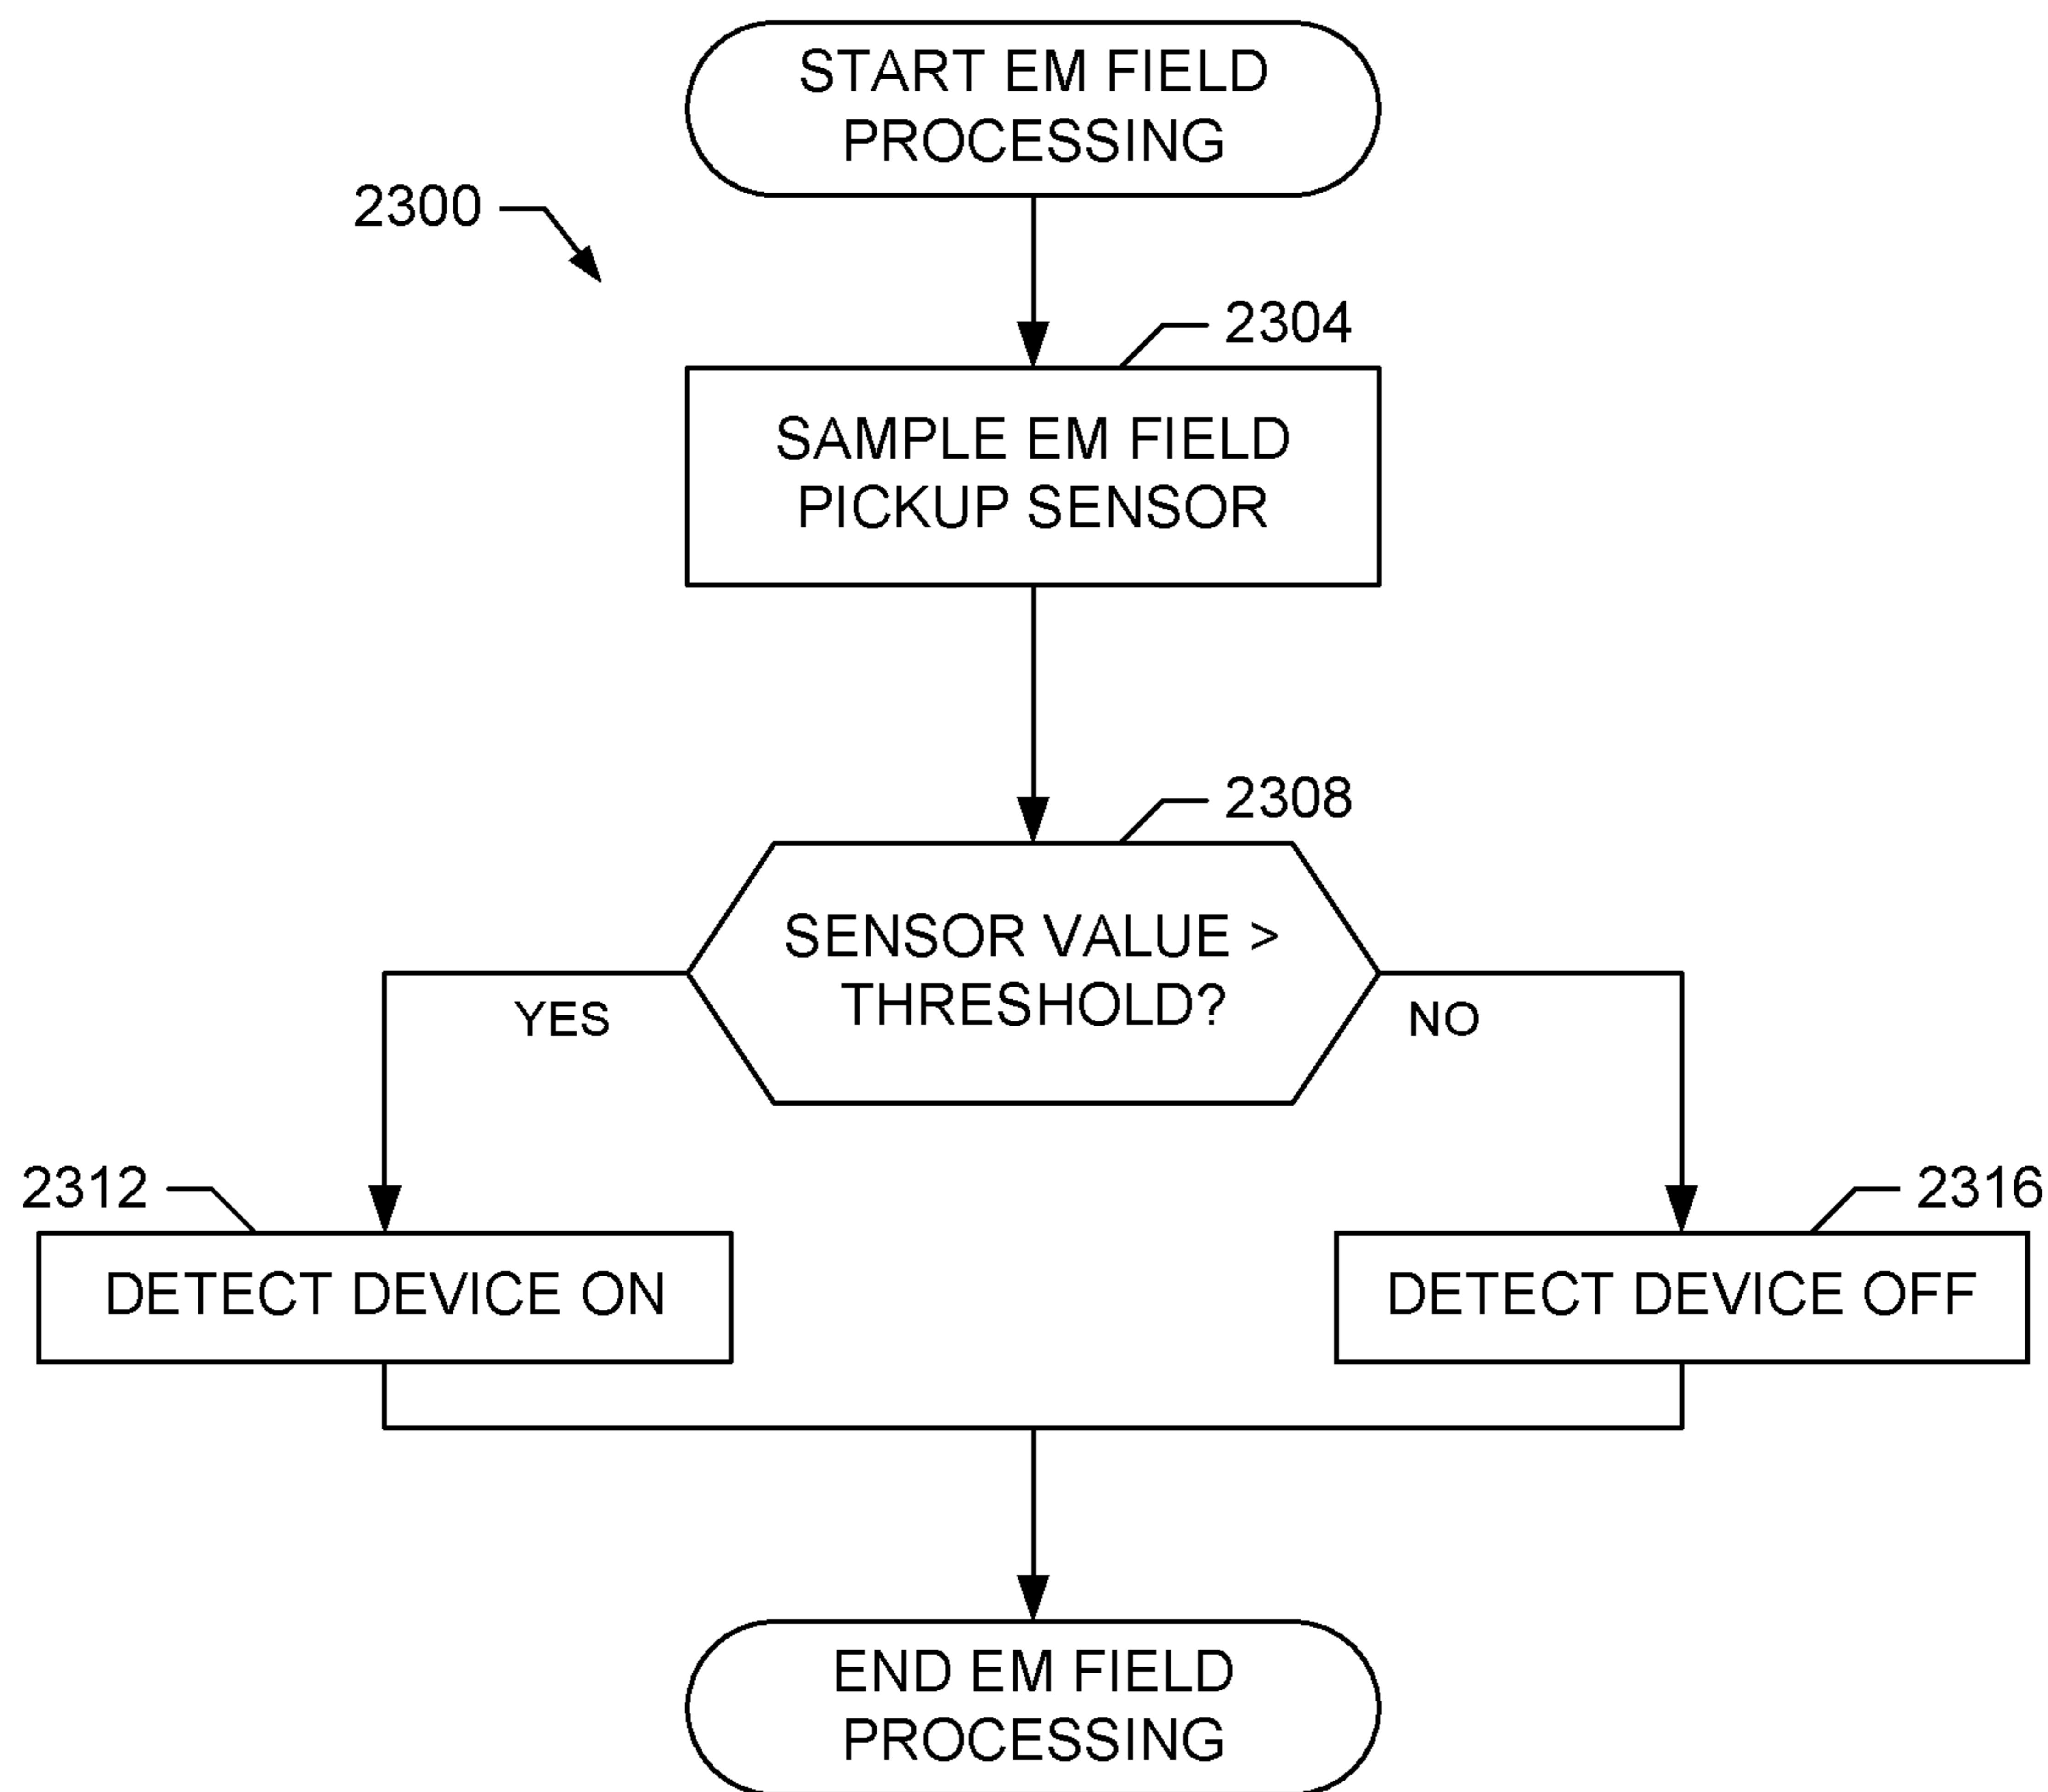 START EM FIELD
PROCESSING
2300
2304
SAMPLE EM FIELD
PICKUP SENSOR
2308
SENSOR VALUE >
THRESHOLD?
YES
NO
2312
2316
DETECT DEVICE ON
DETECT DEVICE OFF
END EM FIELD
PROCESSING